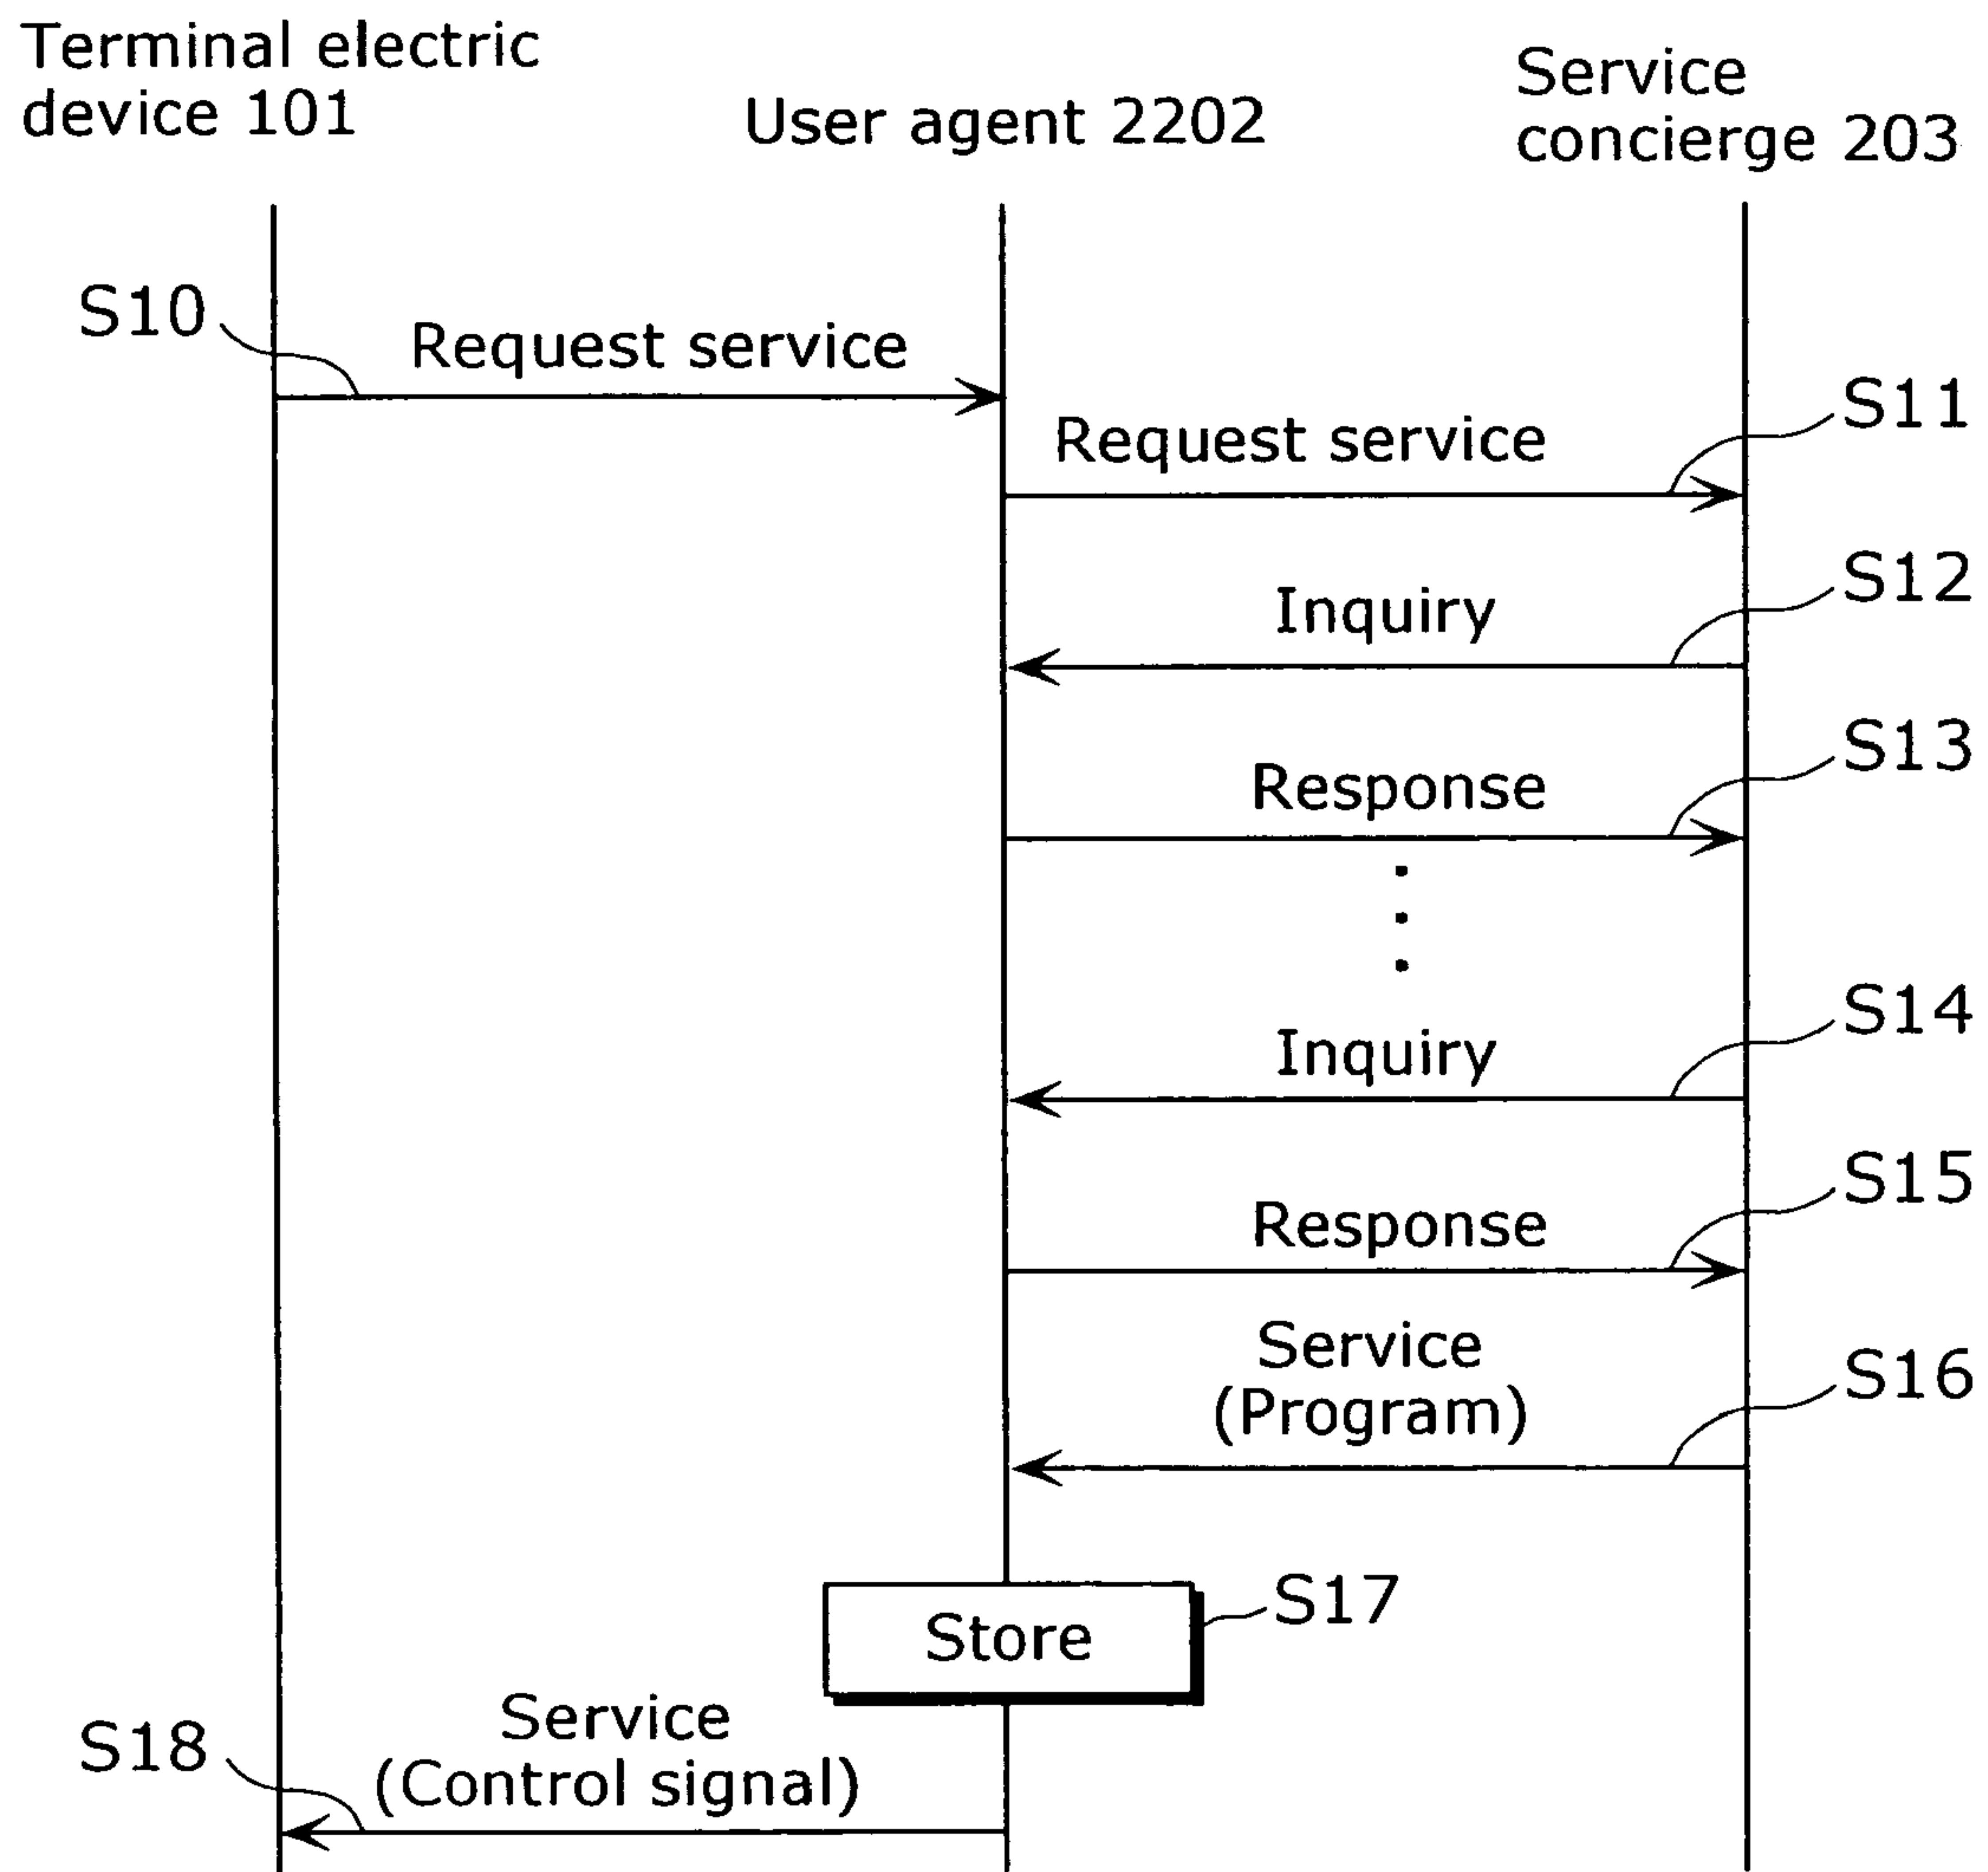 Terminal electric
device 101
User agent 2202
Service
concierge 203
S10
Request service
S11
Request service
S12
Inquiry
S13
Response
S14
Inquiry
S15
Response
S16
Service
(Program)
S17
Store
S18
Service
(Control signal)